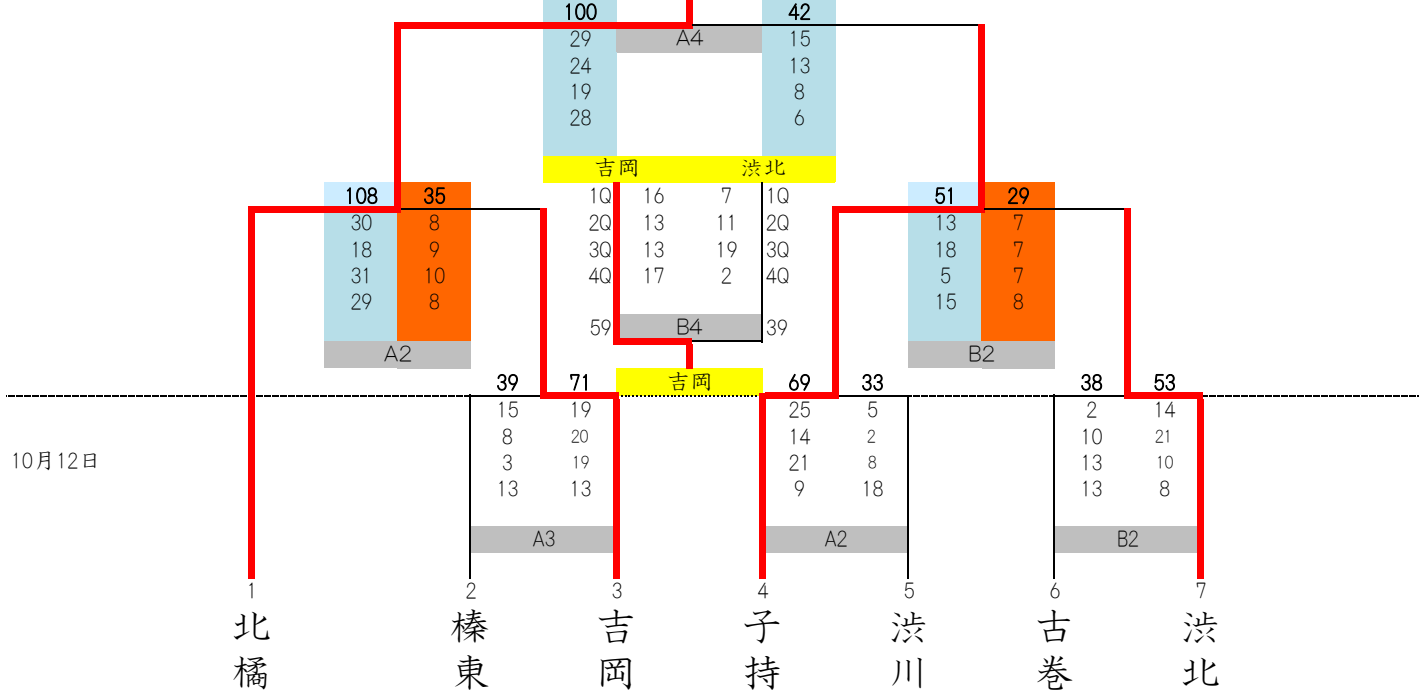 100 42
29 A4 15
24 13
19 8
28 6
吉岡 渋北
108 35 1Q 16 7 1Q 51 29
30 8 2Q 13 11 2Q 13 7
18 9 3Q 13 19 3Q 18 7
31 10 4Q 17 2 4Q 5 7
29 8 15 8
59 B4 39
A2 B2
39 71 吉岡 69 33 38 53
15 19 25 5 2 14
8 20 14 2 10 21
10月12日 3 19 21 8 13 10
13 13 9 18 13 8
A3 A2 B2
1 2 3 4 5 6 7
北橘 榛東 吉岡 子持 渋川 古巻 渋北